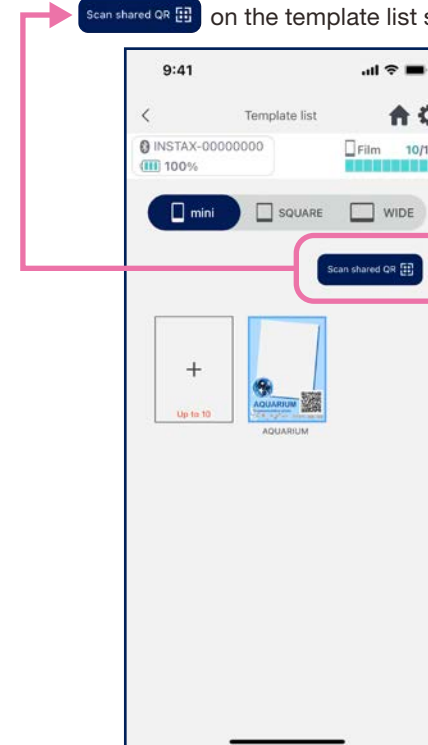 Scan shared QR on the template list s
9:41
Template list
INSTAX-00000000
100%
Film 10/1
mini SQUARE WIDE
Scan shared QR
+
Up to 10
AQUARIUM
AQUARIUM